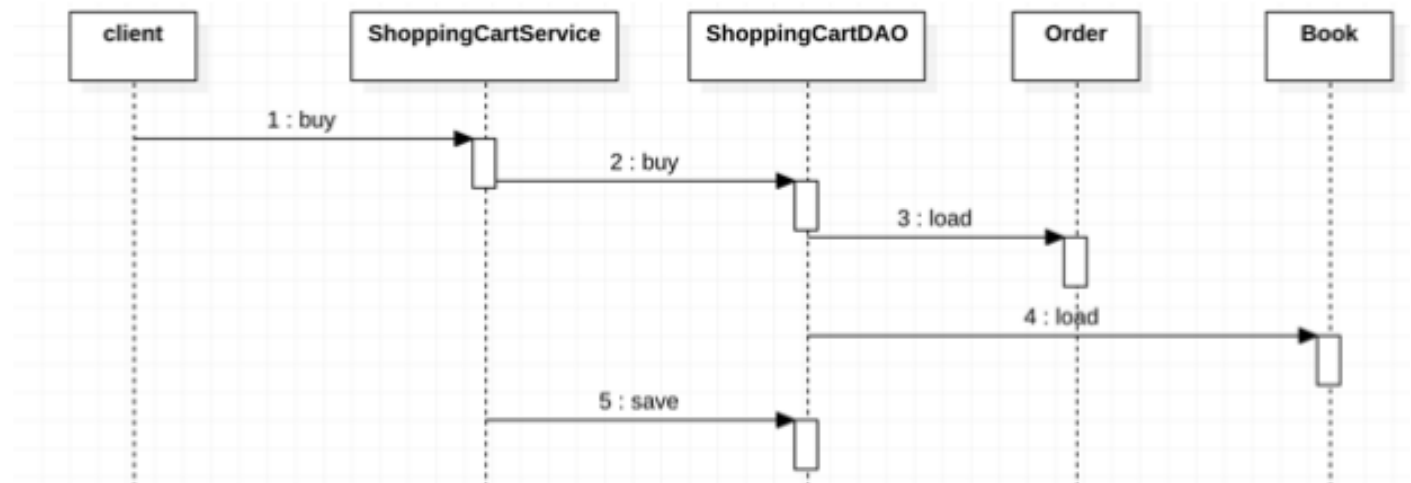 client
ShoppingCartService
ShoppingCartDAO
Order
Book
1 : buy
2 : buy
3 : load
4 : load
5 : save